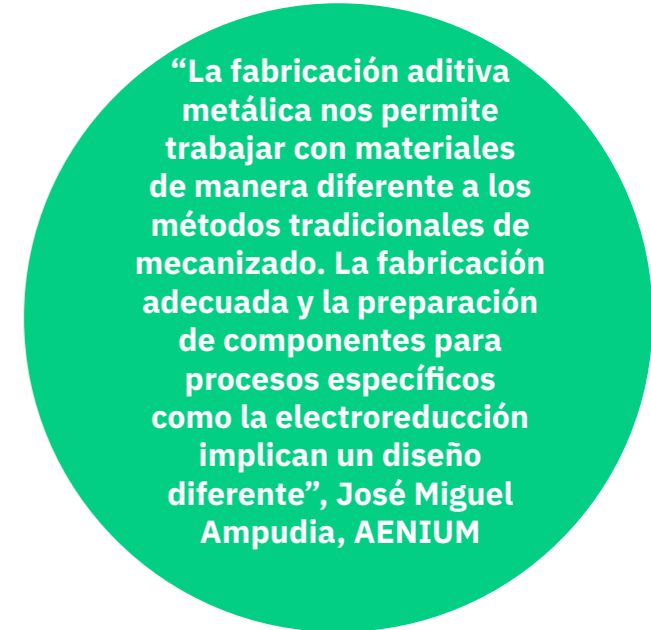 “La fabricación aditiva
metálica nos permite
trabajar con materiales
de manera diferente a los
métodos tradicionales de
mecanizado. La fabricación
adecuada y la preparación
de componentes para
procesos específicos
como la electroreducción
implican un diseño
diferente”, José Miguel
Ampudia, AENIUM